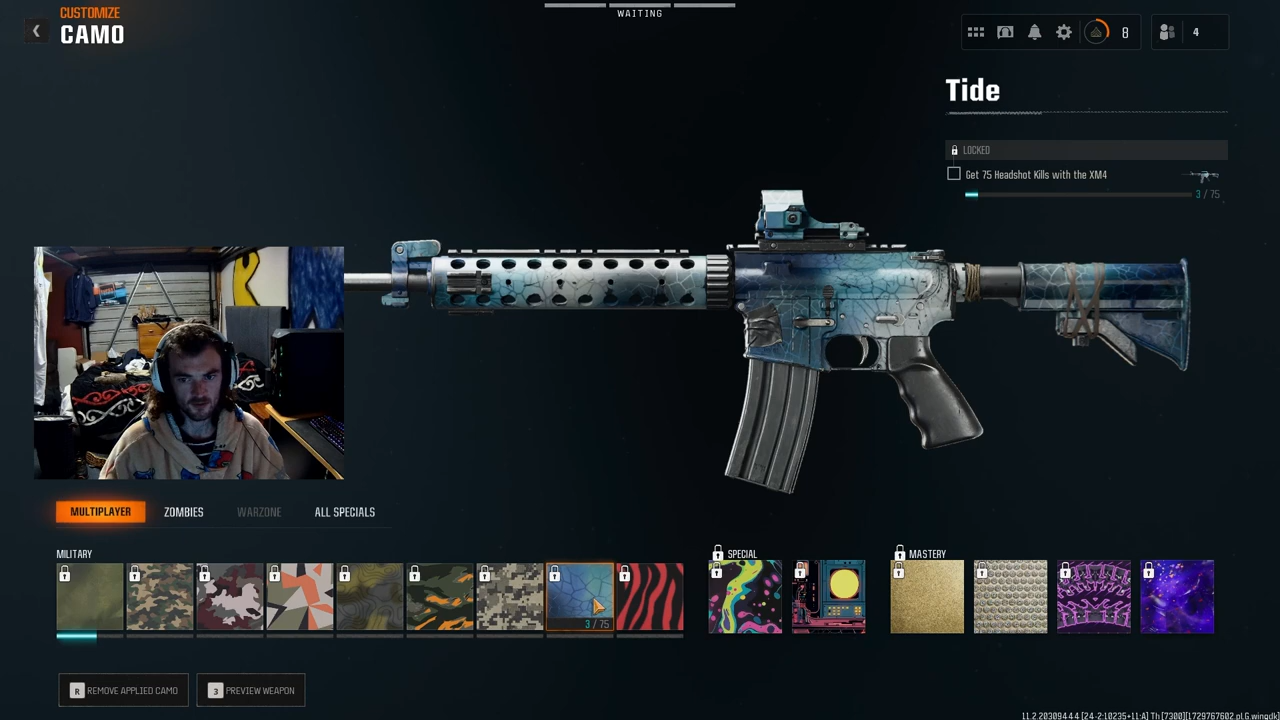 CUSTOMIZE
CAMO
WAITING
8
4
Tide
LOCKED
Get 75 Headshot Kills with the XM4
3 / 75
MULTIPLAYER
ZOMBIES
WARZONE
ALL SPECIALS
MILITARY
SPECIAL
MASTERY
3 / 75
R REMOVE APPLIED CAMO
3 PREVIEW WEAPON